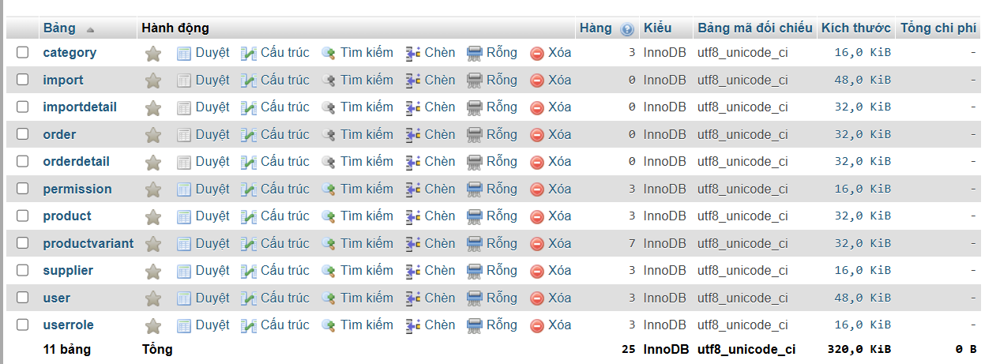 Bảng Hành động Hàng Kiểu Bảng mã đối chiếu Kích thước Tổng chi phí
category Duyệt Cấu trúc Tìm kiếm Chèn Rỗng Xóa 3 InnoDB utf8_unicode_ci 16,0 KiB -
import Duyệt Cấu trúc Tìm kiếm Chèn Rỗng Xóa 0 InnoDB utf8_unicode_ci 48,0 KiB -
importdetail Duyệt Cấu trúc Tìm kiếm Chèn Rỗng Xóa 0 InnoDB utf8_unicode_ci 32,0 KiB -
order Duyệt Cấu trúc Tìm kiếm Chèn Rỗng Xóa 0 InnoDB utf8_unicode_ci 32,0 KiB -
orderdetail Duyệt Cấu trúc Tìm kiếm Chèn Rỗng Xóa 0 InnoDB utf8_unicode_ci 32,0 KiB -
permission Duyệt Cấu trúc Tìm kiếm Chèn Rỗng Xóa 3 InnoDB utf8_unicode_ci 16,0 KiB -
product Duyệt Cấu trúc Tìm kiếm Chèn Rỗng Xóa 3 InnoDB utf8_unicode_ci 32,0 KiB -
productvariant Duyệt Cấu trúc Tìm kiếm Chèn Rỗng Xóa 7 InnoDB utf8_unicode_ci 32,0 KiB -
supplier Duyệt Cấu trúc Tìm kiếm Chèn Rỗng Xóa 3 InnoDB utf8_unicode_ci 16,0 KiB -
user Duyệt Cấu trúc Tìm kiếm Chèn Rỗng Xóa 3 InnoDB utf8_unicode_ci 48,0 KiB -
userrole Duyệt Cấu trúc Tìm kiếm Chèn Rỗng Xóa 3 InnoDB utf8_unicode_ci 16,0 KiB -
11 bảng Tổng 25 InnoDB utf8_unicode_ci 320,0 KiB 0 B